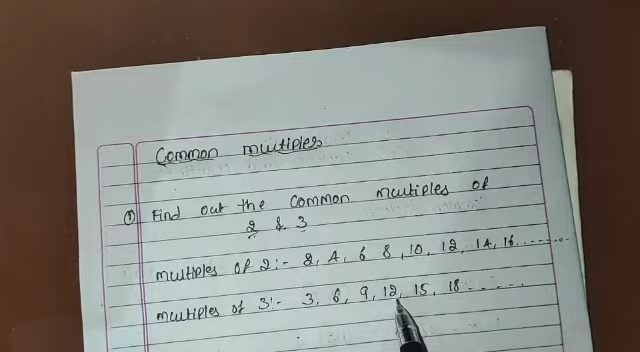 Common multiples
① Find out the common multiples of
2 & 3
multiples of 2:- 2, 4, 6 8, 10, 12, 14, 16.......
multiples of 3:- 3, 6, 9, 12, 15, 18......